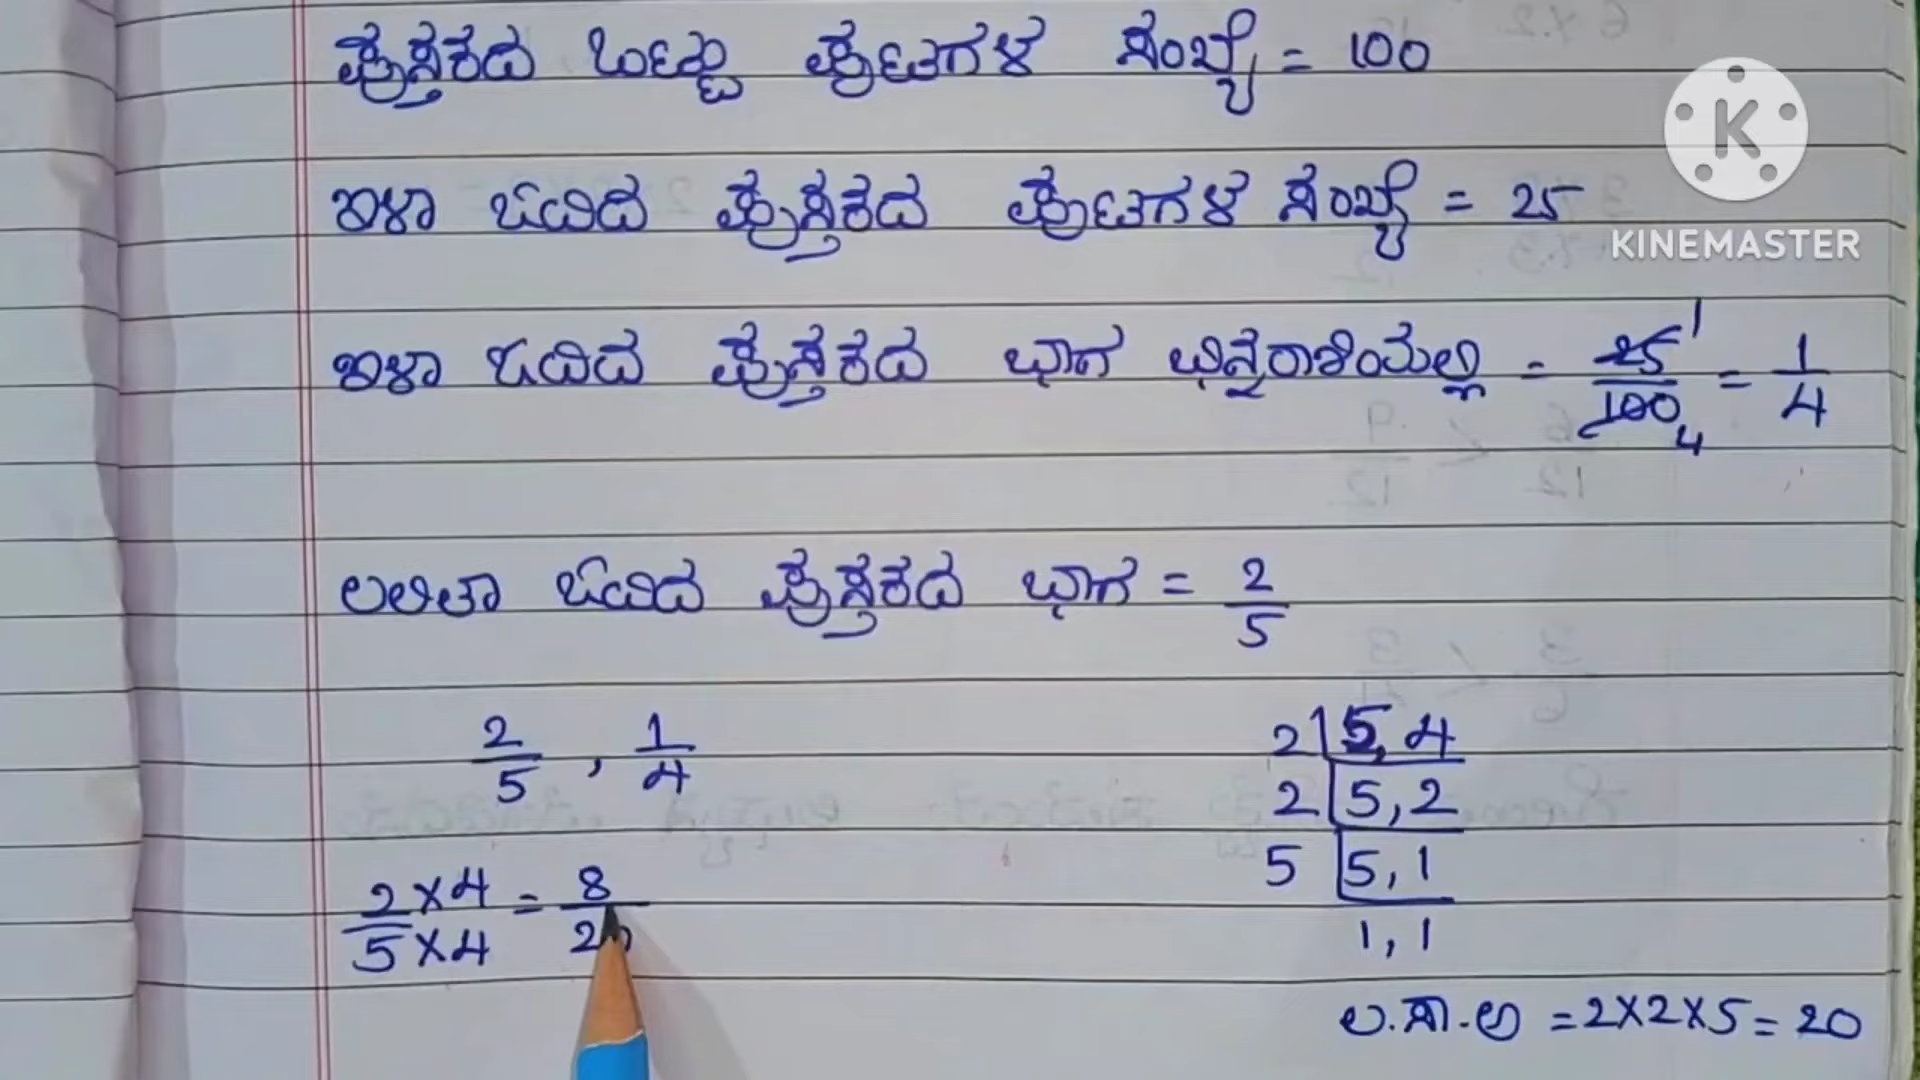 ಪುಸ್ತಕದ ಒಟ್ಟು ಪುಟಗಳ ಸಂಖ್ಯೆ = 100
ಇಳಾ ಓದಿದ ಪುಸ್ತಕದ ಪುಟಗಳ ಸಂಖ್ಯೆ = 25
ಇಳಾ ಓದಿದ ಪುಸ್ತಕದ ಭಾಗ ಭಿನ್ನರಾಶಿಯಲ್ಲಿ = 25 1 / 100 4 = 1/4
ಲಲಿತಾ ಓದಿದ ಪುಸ್ತಕದ ಭಾಗ = 2/5
2/5 , 1/4
2×4 / 5×4 = 8/20
2 | 5, 4
2 | 5, 2
5 | 5, 1
1, 1
ಲ.ಸಾ.ಅ = 2×2×5 = 20
K
KINEMASTER